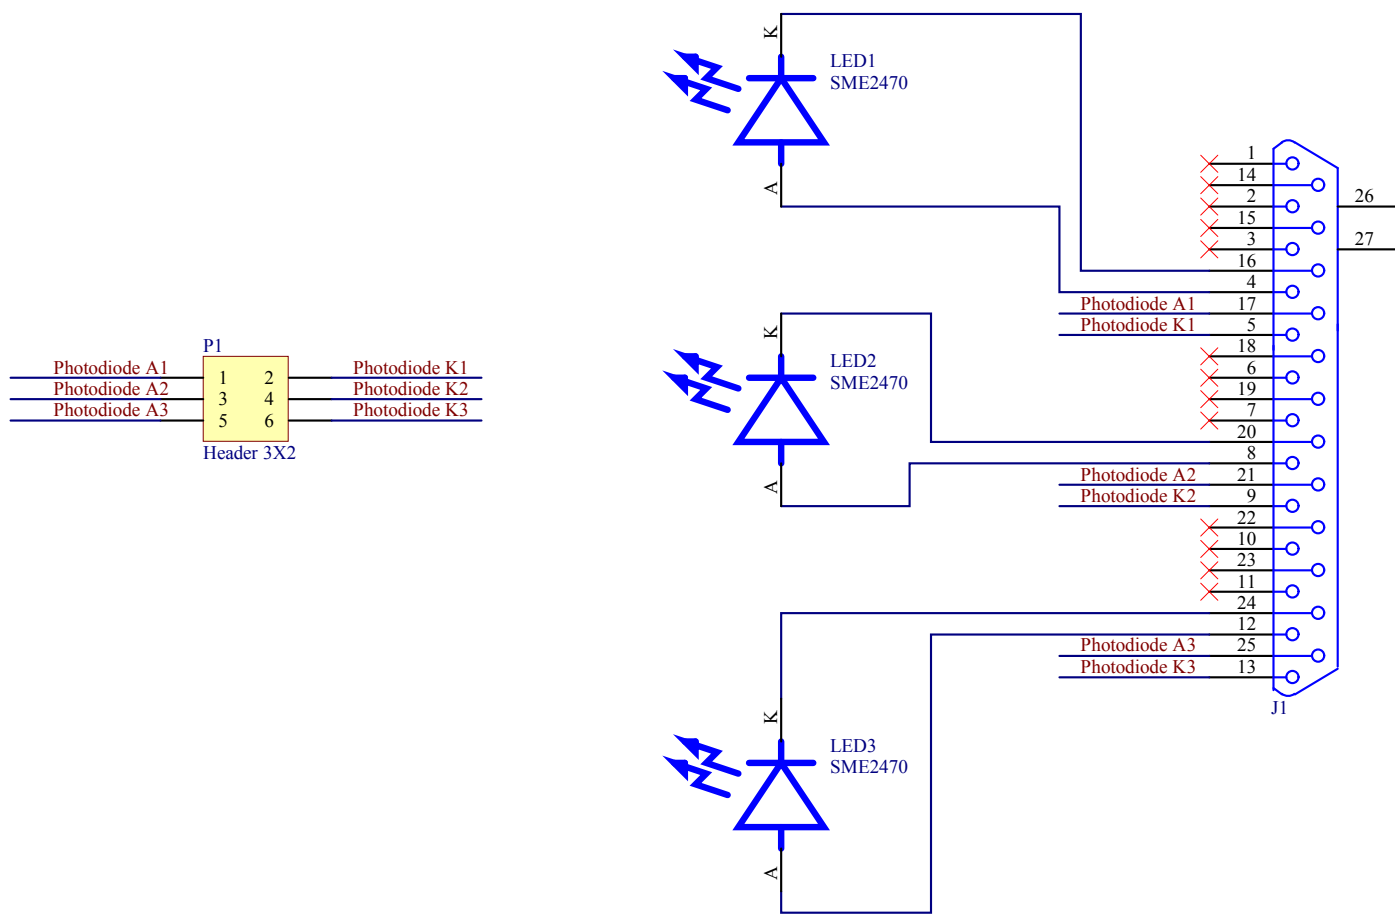 K
LED1
SME2470
A
1
14
2
15
3
16
4
Photodiode A1 17
Photodiode K1 5
18
6
19
7
20
8
Photodiode A2 21
Photodiode K2 9
22
10
23
11
24
12
Photodiode A3 25
Photodiode K3 13
J1
26
27
K
LED2
SME2470
A
P1
Photodiode A1 1 2 Photodiode K1
Photodiode A2 3 4 Photodiode K2
Photodiode A3 5 6 Photodiode K3
Header 3X2
K
LED3
SME2470
A